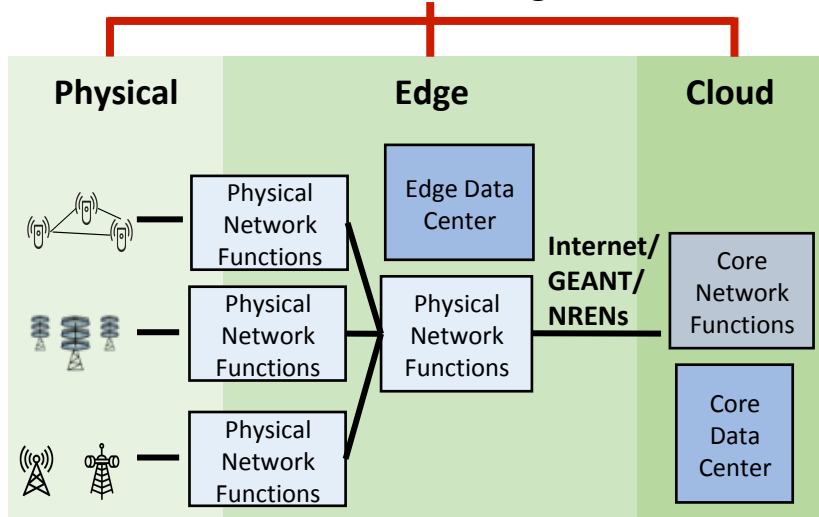 Physical
Edge
Cloud
Physical
Network
Functions
Edge Data
Center
Internet/
GEANT/
NRENs
Core
Network
Functions
Physical
Network
Functions
Physical
Network
Functions
Physical
Network
Functions
Core
Data
Center